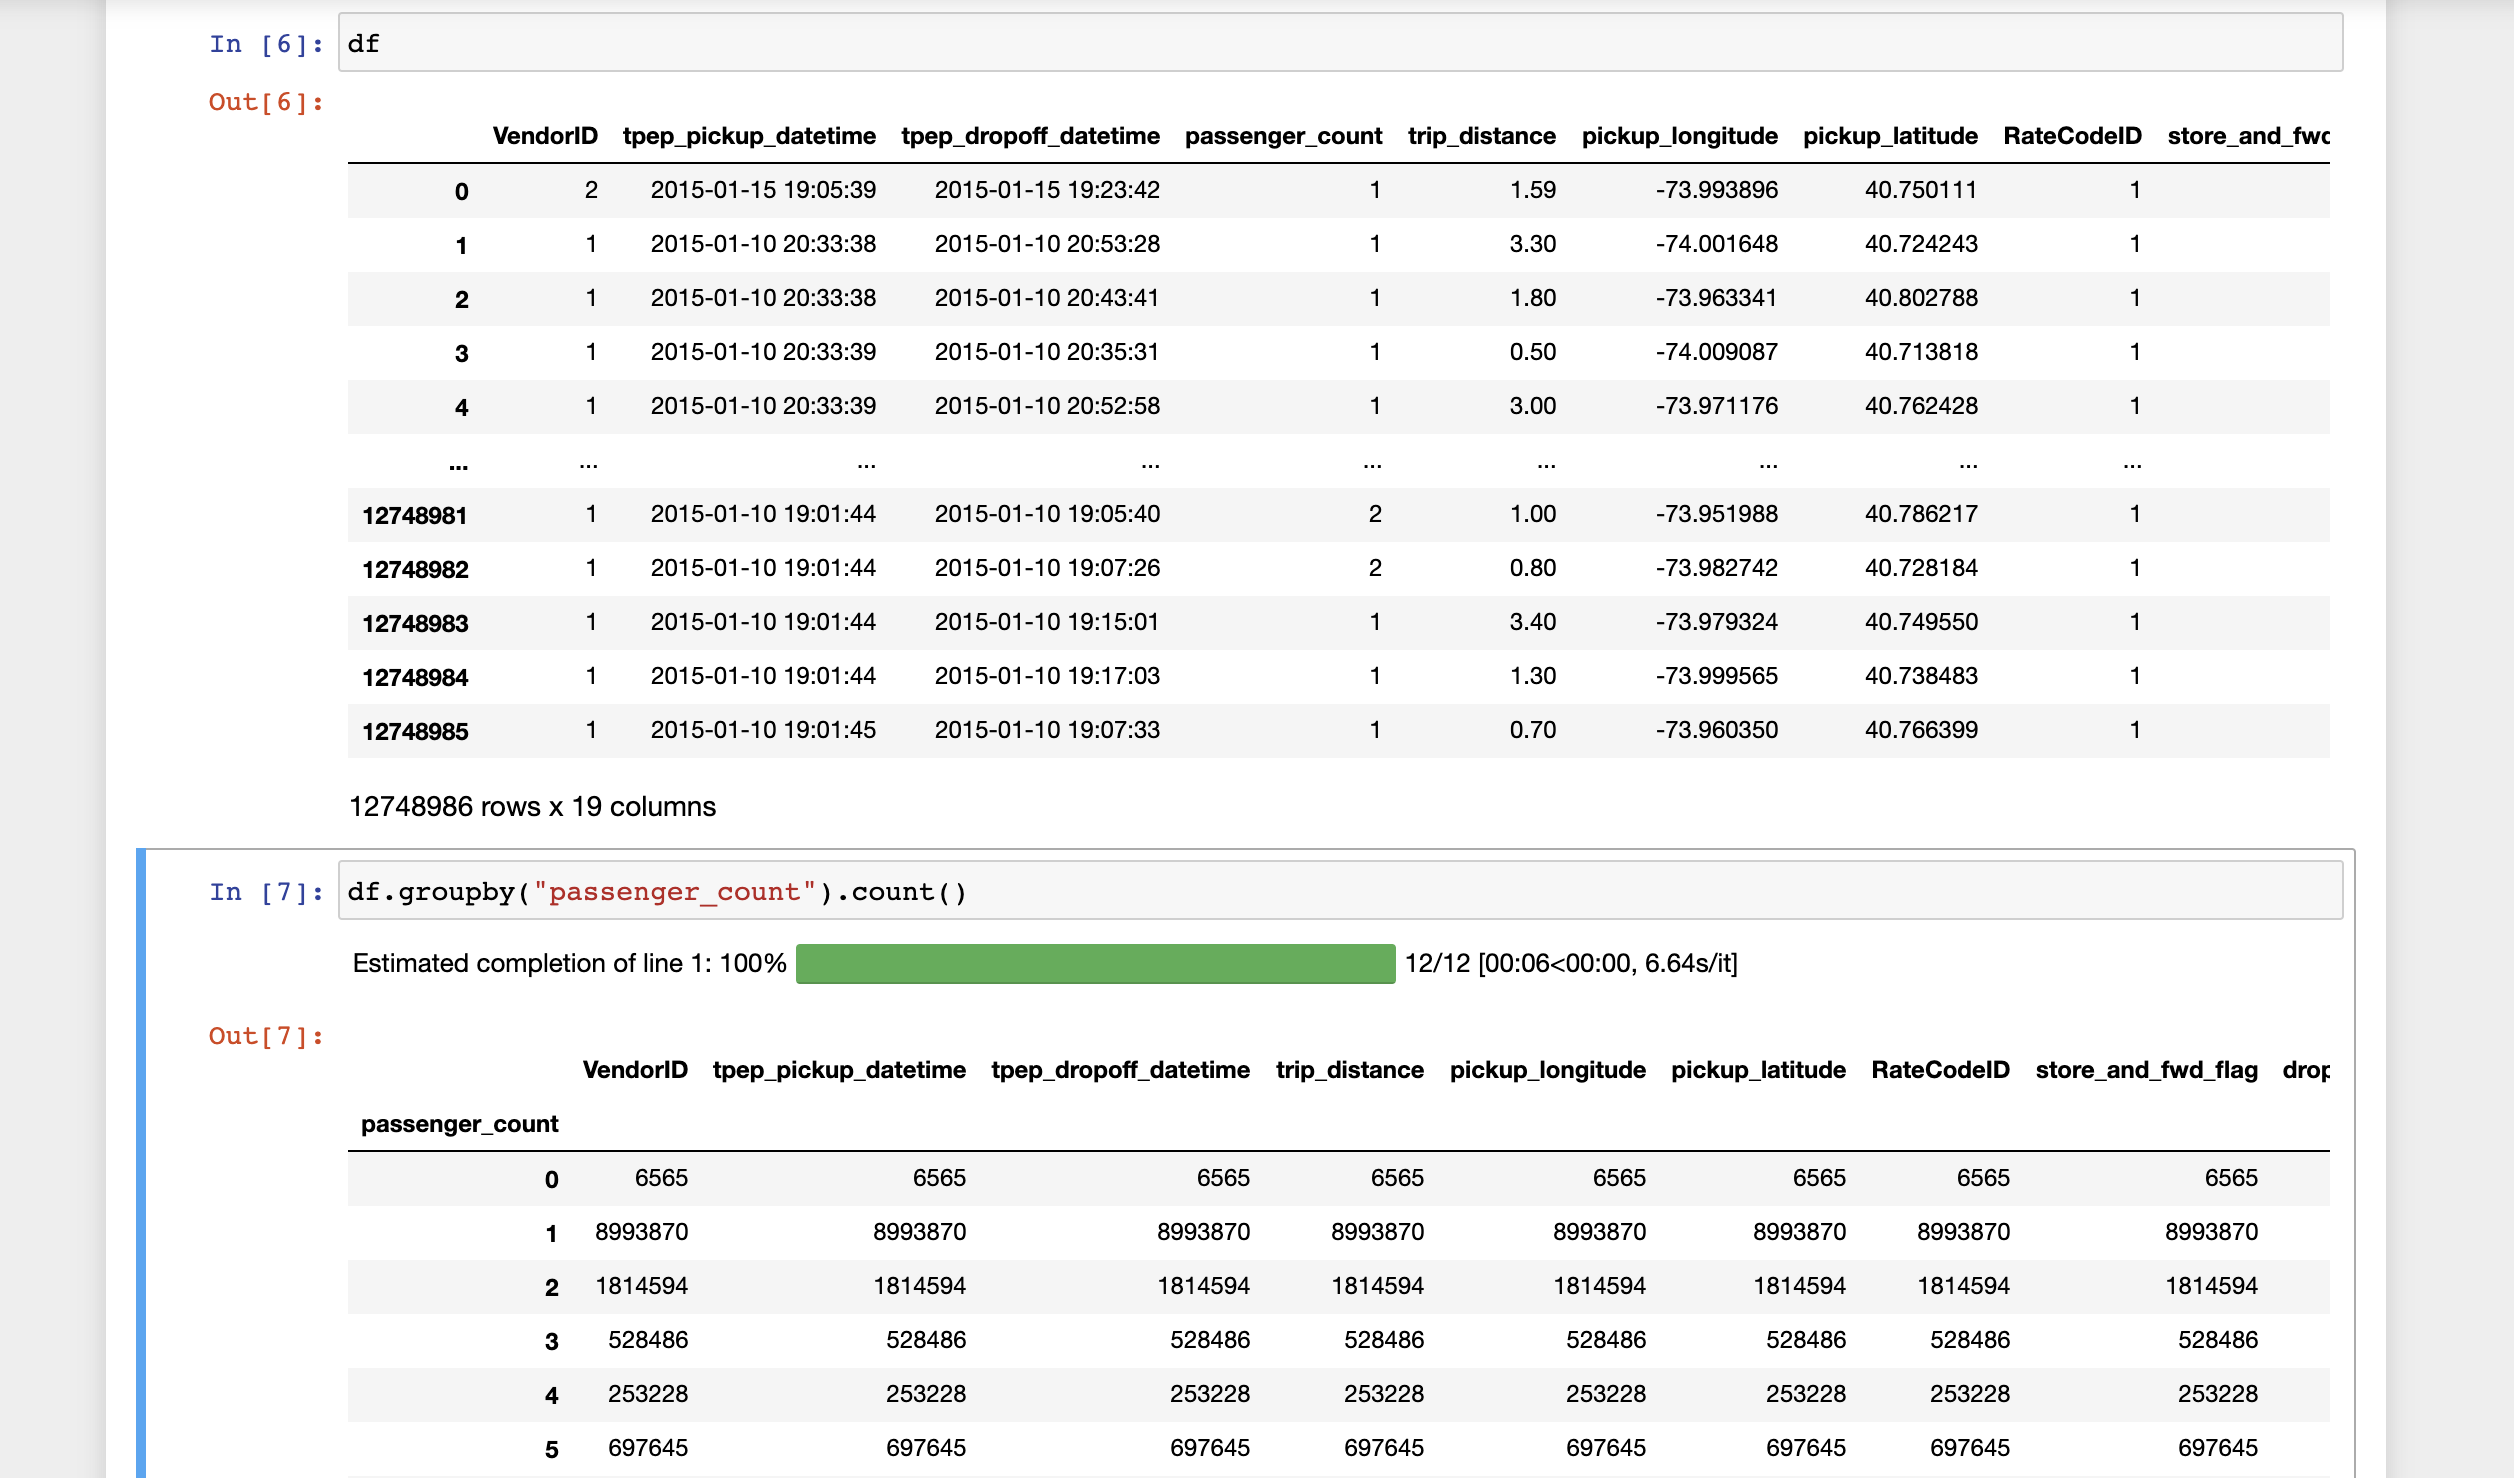 In [6]: df
Out[6]:
VendorID tpep_pickup_datetime tpep_dropoff_datetime passenger_count trip_distance pickup_longitude pickup_latitude RateCodeID store_and_fwd
0 2 2015-01-15 19:05:39 2015-01-15 19:23:42 1 1.59 -73.993896 40.750111 1
1 1 2015-01-10 20:33:38 2015-01-10 20:53:28 1 3.30 -74.001648 40.724243 1
2 1 2015-01-10 20:33:38 2015-01-10 20:43:41 1 1.80 -73.963341 40.802788 1
3 1 2015-01-10 20:33:39 2015-01-10 20:35:31 1 0.50 -74.009087 40.713818 1
4 1 2015-01-10 20:33:39 2015-01-10 20:52:58 1 3.00 -73.971176 40.762428 1
... ... ... ... ... ... ... ... ...
12748981 1 2015-01-10 19:01:44 2015-01-10 19:05:40 2 1.00 -73.951988 40.786217 1
12748982 1 2015-01-10 19:01:44 2015-01-10 19:07:26 2 0.80 -73.982742 40.728184 1
12748983 1 2015-01-10 19:01:44 2015-01-10 19:15:01 1 3.40 -73.979324 40.749550 1
12748984 1 2015-01-10 19:01:44 2015-01-10 19:17:03 1 1.30 -73.999565 40.738483 1
12748985 1 2015-01-10 19:01:45 2015-01-10 19:07:33 1 0.70 -73.960350 40.766399 1
12748986 rows x 19 columns
In [7]: df.groupby("passenger_count").count()
Estimated completion of line 1: 100% 12/12 [00:06<00:00, 6.64s/it]
Out[7]:
VendorID tpep_pickup_datetime tpep_dropoff_datetime trip_distance pickup_longitude pickup_latitude RateCodeID store_and_fwd_flag drop
passenger_count
0 6565 6565 6565 6565 6565 6565 6565 6565
1 8993870 8993870 8993870 8993870 8993870 8993870 8993870 8993870
2 1814594 1814594 1814594 1814594 1814594 1814594 1814594 1814594
3 528486 528486 528486 528486 528486 528486 528486 528486
4 253228 253228 253228 253228 253228 253228 253228 253228
5 697645 697645 697645 697645 697645 697645 697645 697645